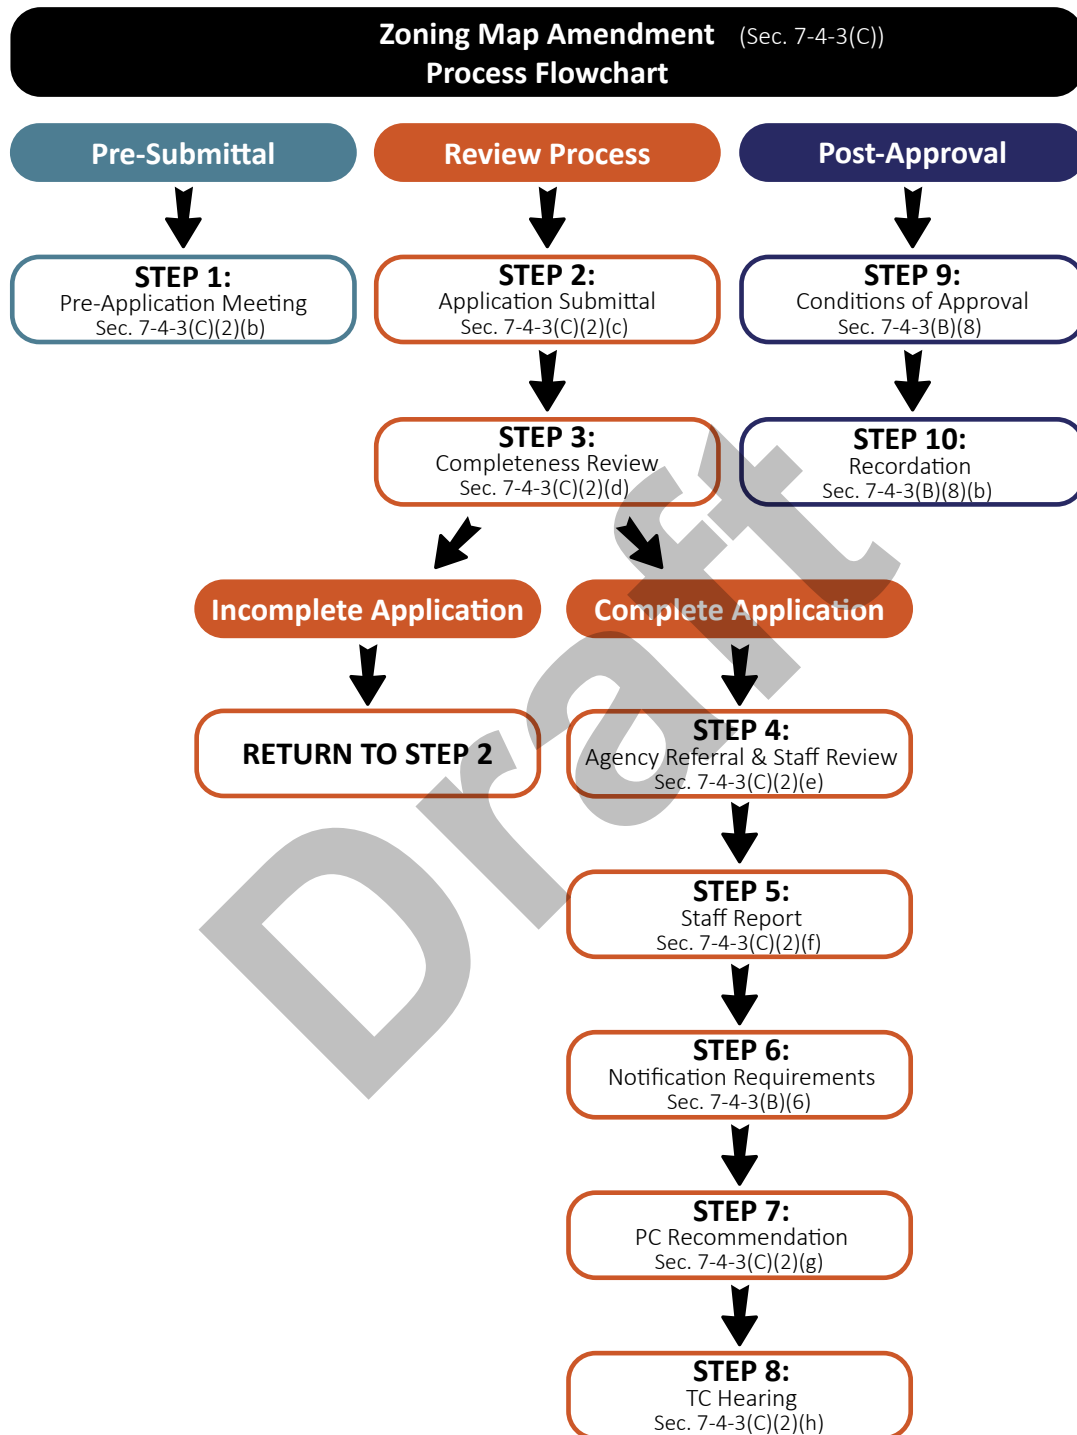 Zoning Map Amendment (Sec. 7-4-3(C))
Process Flowchart
Pre-Submittal
STEP 1:
Pre-Application Meeting
Sec. 7-4-3(C)(2)(b)
Review Process
STEP 2:
Application Submittal
Sec. 7-4-3(C)(2)(c)
STEP 3:
Completeness Review
Sec. 7-4-3(C)(2)(d)
Incomplete Application
RETURN TO STEP 2
Complete Application
STEP 4:
Agency Referral & Staff Review
Sec. 7-4-3(C)(2)(e)
STEP 5:
Staff Report
Sec. 7-4-3(C)(2)(f)
STEP 6:
Notification Requirements
Sec. 7-4-3(B)(6)
STEP 7:
PC Recommendation
Sec. 7-4-3(C)(2)(g)
STEP 8:
TC Hearing
Sec. 7-4-3(C)(2)(h)
Post-Approval
STEP 9:
Conditions of Approval
Sec. 7-4-3(B)(8)
STEP 10:
Recordation
Sec. 7-4-3(B)(8)(b)
Draft